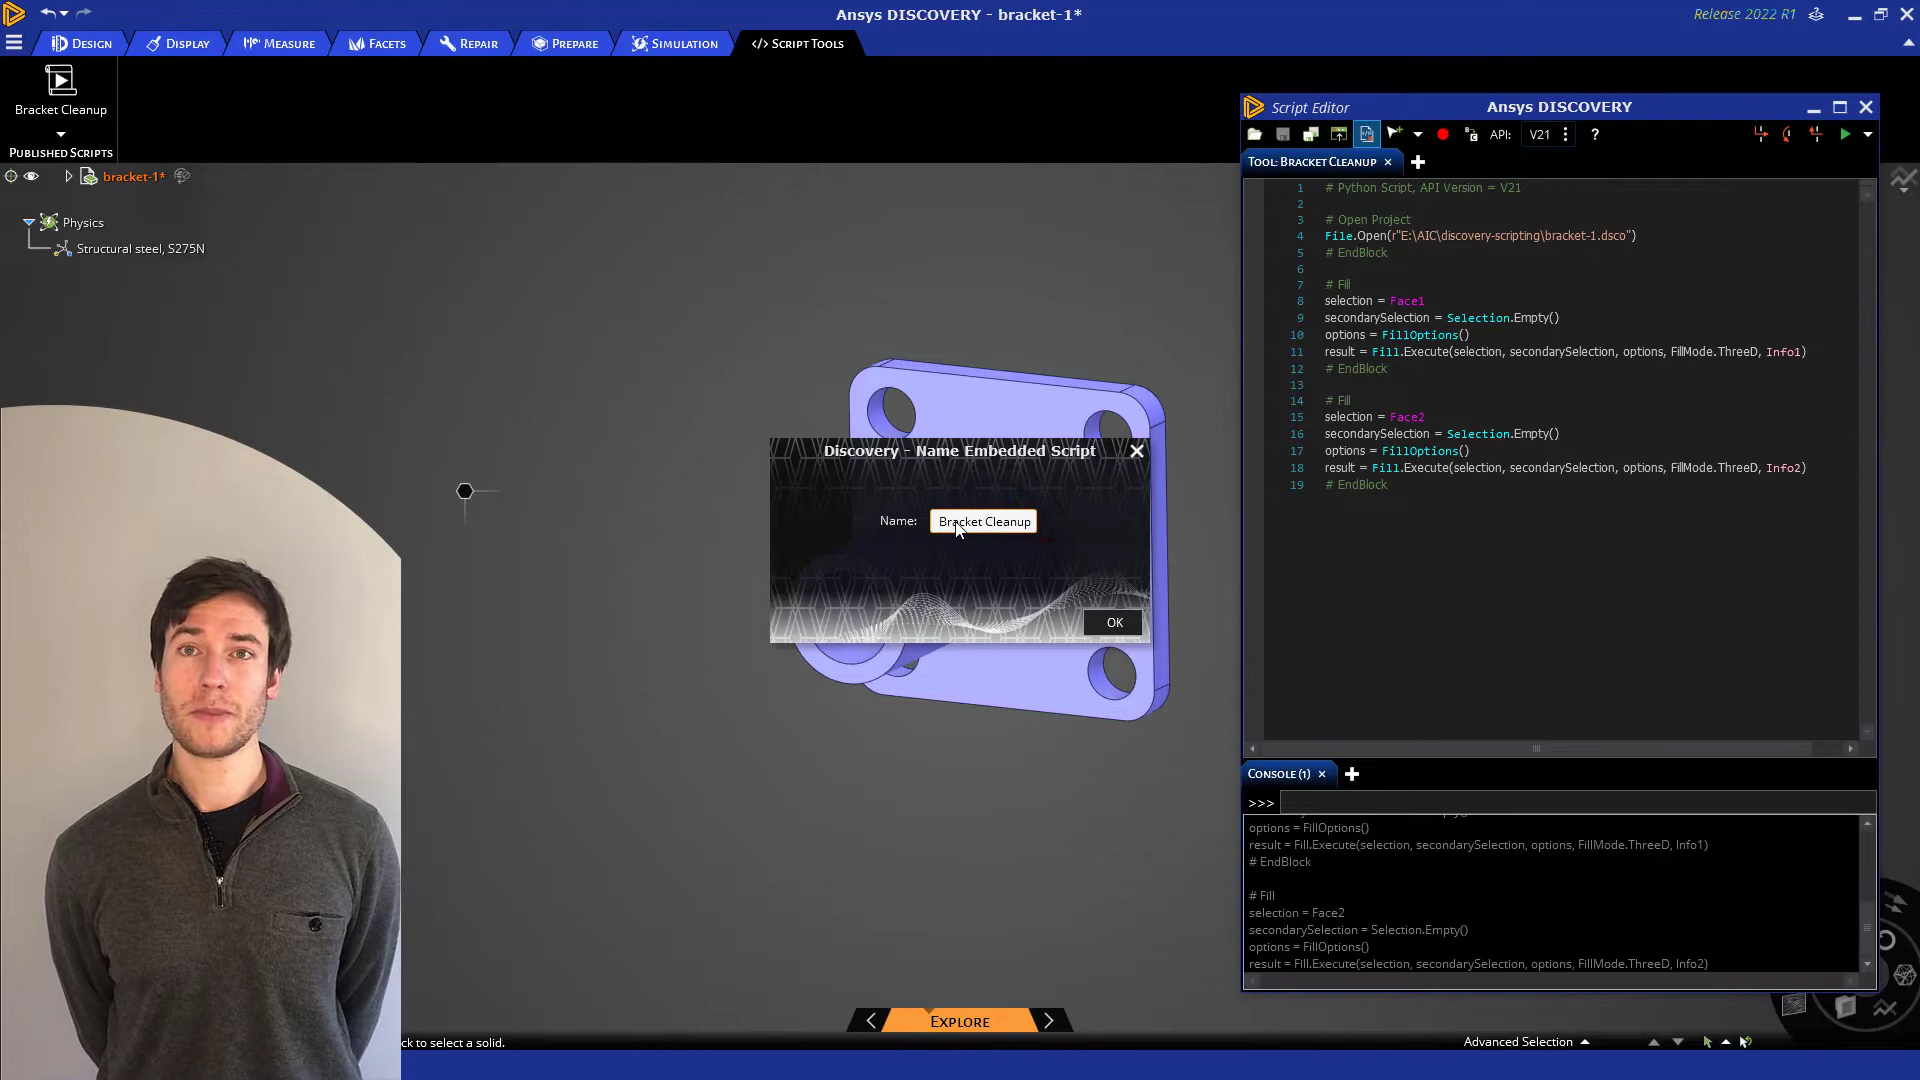 Ansys DISCOVERY - bracket-1*
Release 2022 R1
DESIGN
DISPLAY
MEASURE
FACETS
REPAIR
PREPARE
SIMULATION
SCRIPT TOOLS
Bracket Cleanup
PUBLISHED SCRIPTS
bracket-1*
Physics
Structural steel, S275N
Discovery - Name Embedded Script
Name:
Bracket Cleanup
OK
EXPLORE
ck to select a solid.
Advanced Selection
Script Editor
Ansys DISCOVERY
API:
V21
?
TOOL: BRACKET CLEANUP
1 # Python Script, API Version = V21
2
3 # Open Project
4 File.Open(r"E:\AIC\discovery-scripting\bracket-1.dsco")
5 # EndBlock
6
7 # Fill
8 selection = Face1
9 secondarySelection = Selection.Empty()
10 options = FillOptions()
11 result = Fill.Execute(selection, secondarySelection, options, FillMode.ThreeD, Info1)
12 # EndBlock
13
14 # Fill
15 selection = Face2
16 secondarySelection = Selection.Empty()
17 options = FillOptions()
18 result = Fill.Execute(selection, secondarySelection, options, FillMode.ThreeD, Info2)
19 # EndBlock
CONSOLE (1)
>>>
options = FillOptions()
result = Fill.Execute(selection, secondarySelection, options, FillMode.ThreeD, Info1)
# EndBlock
# Fill
selection = Face2
secondarySelection = Selection.Empty()
options = FillOptions()
result = Fill.Execute(selection, secondarySelection, options, FillMode.ThreeD, Info2)